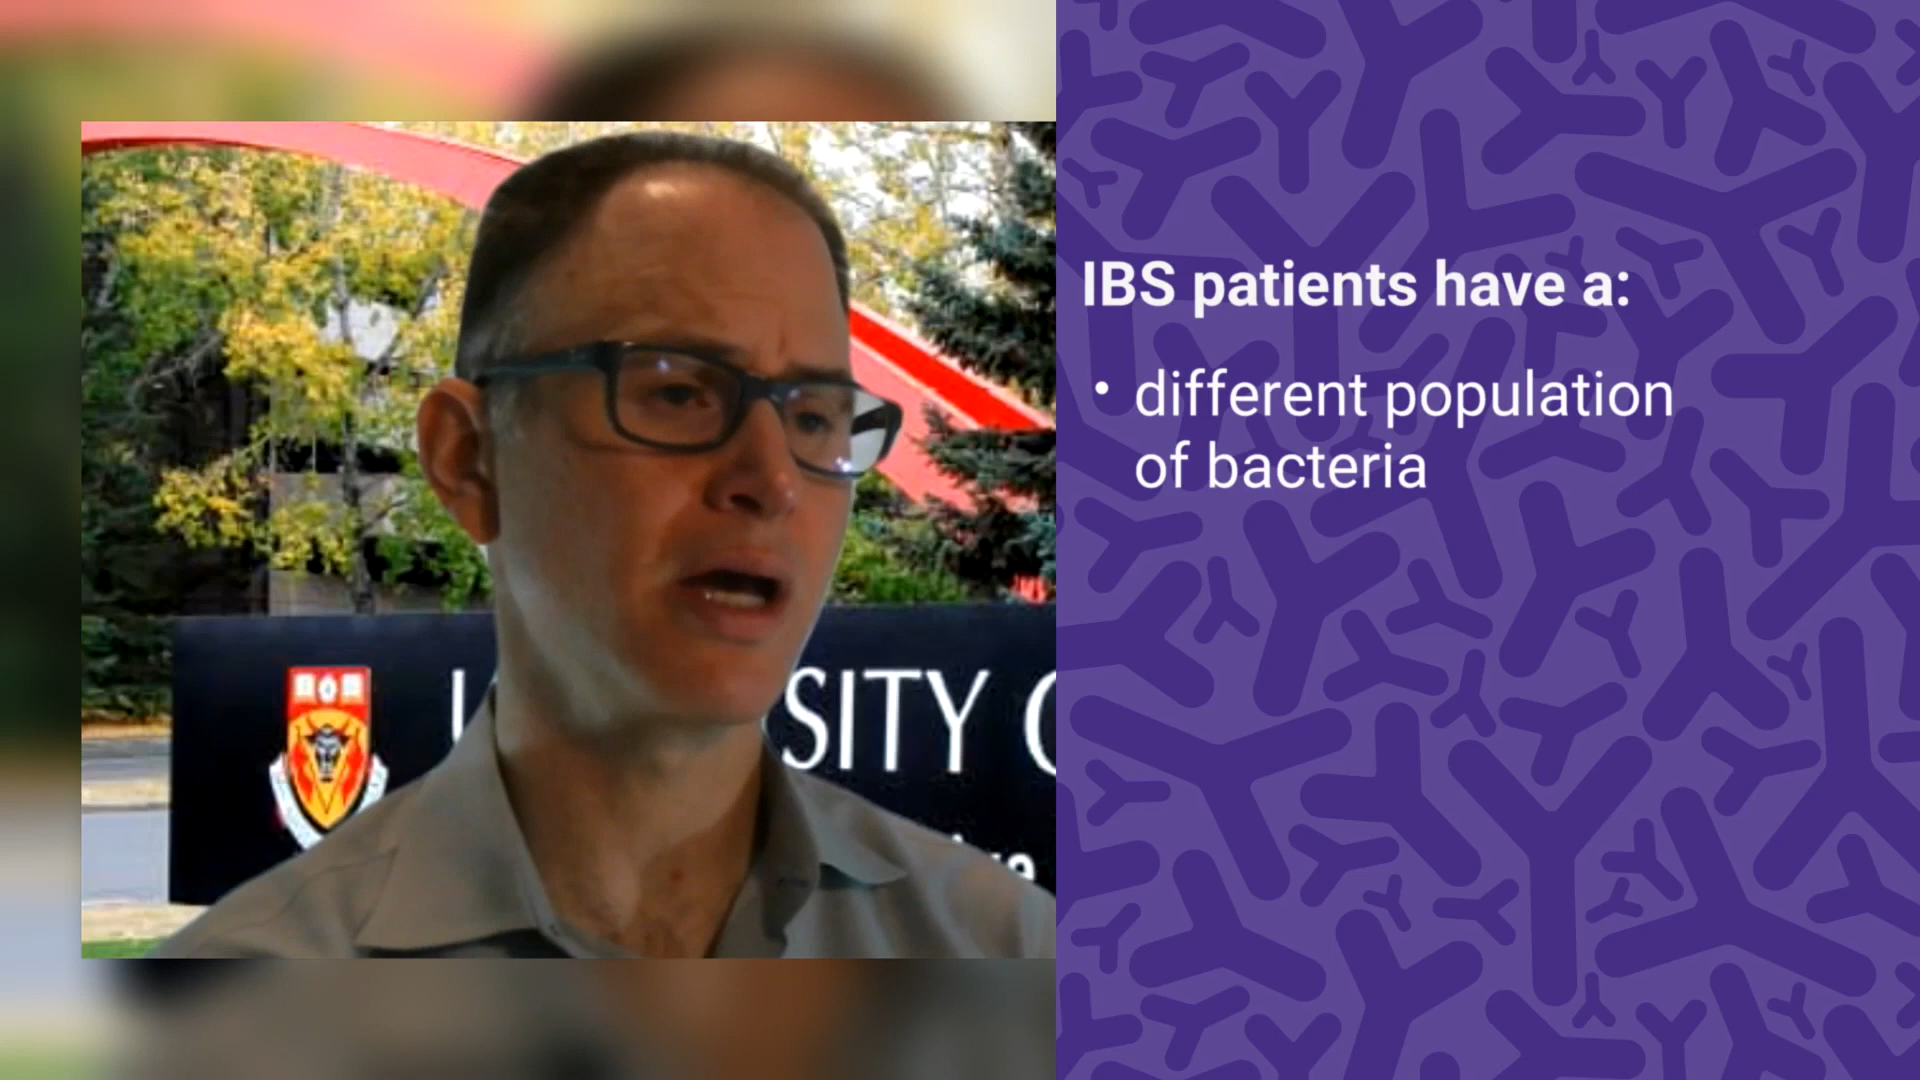 SITY
IBS patients have a:
• different population
of bacteria